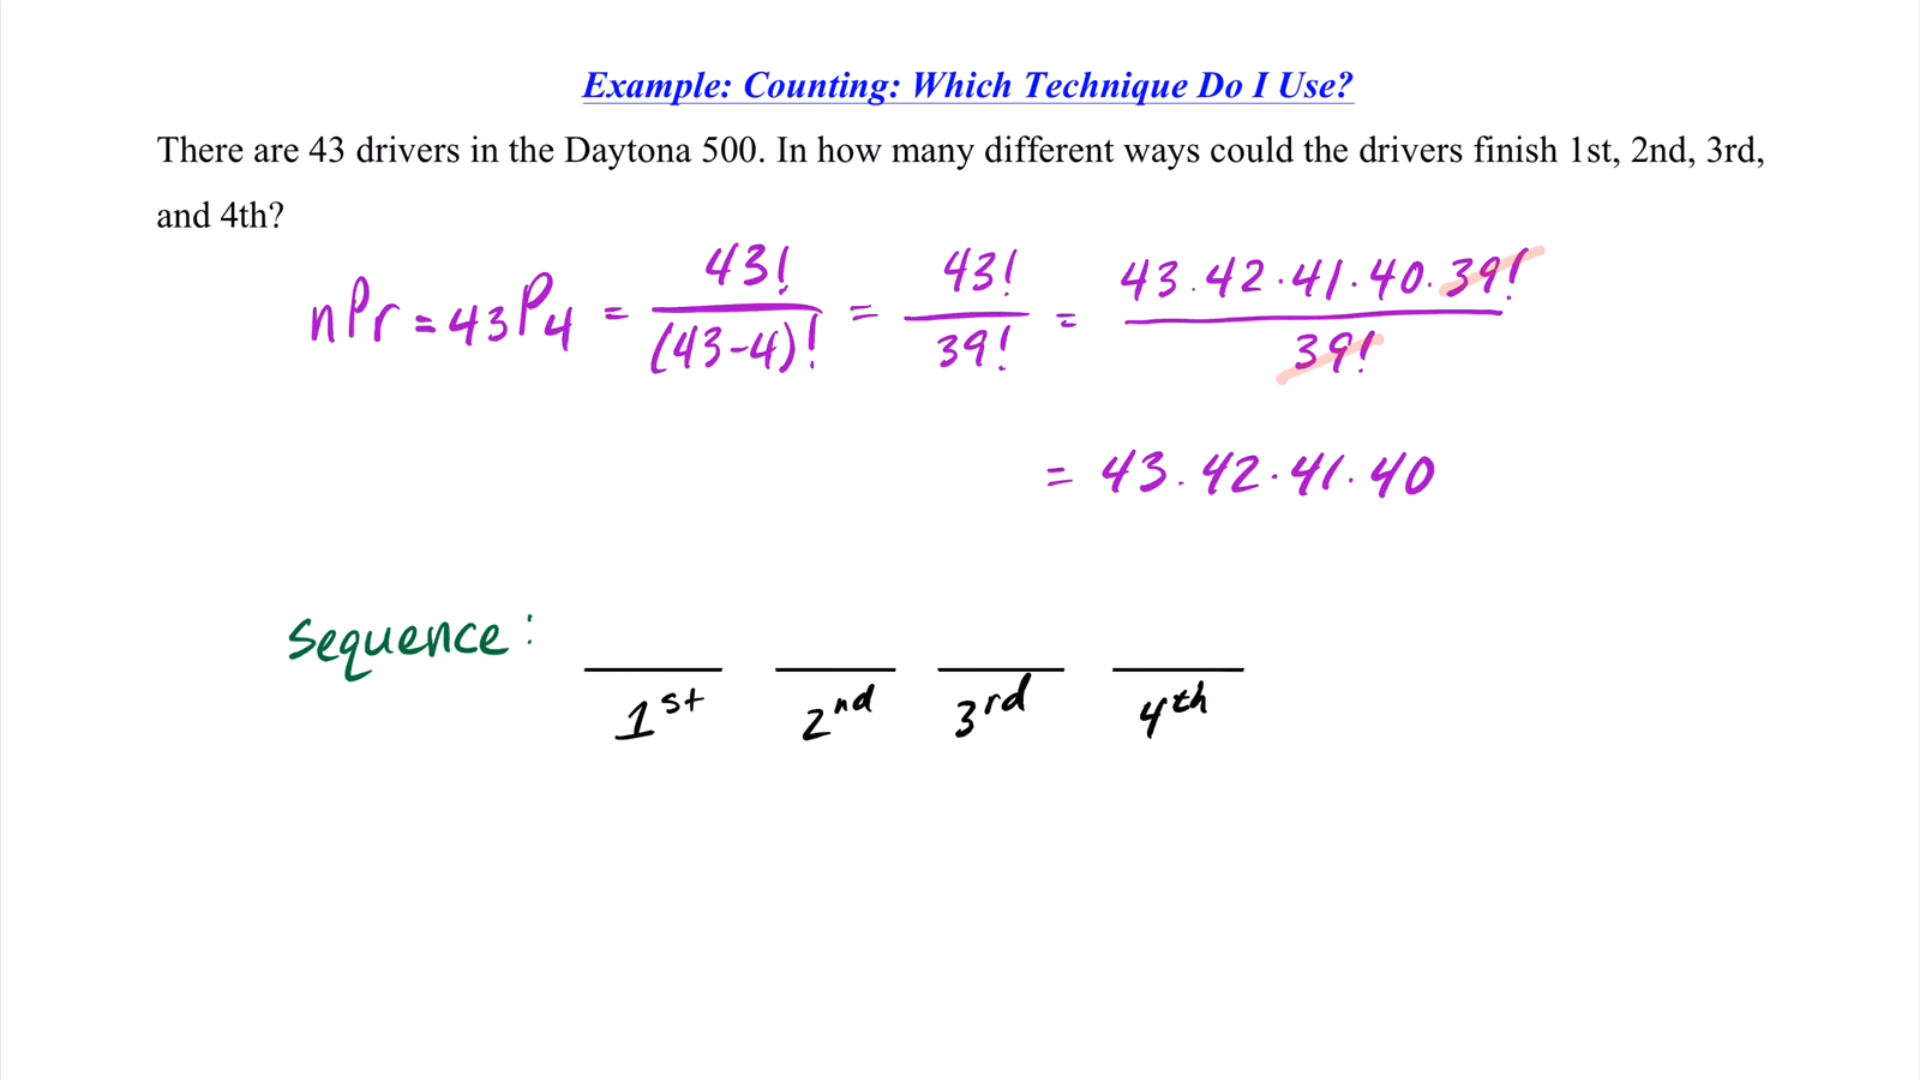 Example: Counting: Which Technique Do I Use?
There are 43 drivers in the Daytona 500. In how many different ways could the drivers finish 1st, 2nd, 3rd,
and 4th?
nPr = 43P4 = 43!/(43-4)! = 43!/39! = 43·42·41·40·39!/39!
= 43·42·41·40
Sequence:
1st 2nd 3rd 4th